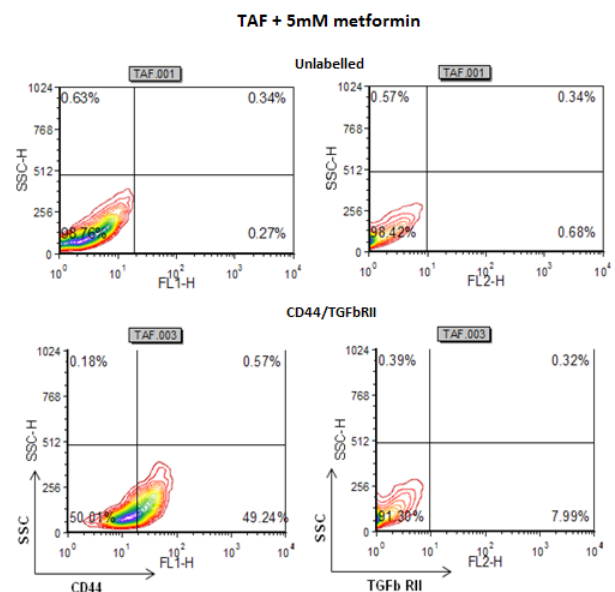 TAF + 5mM metformin
Unlabelled
TAF.001
1024
768
512
256
0
SSC-H
0.63%
0.34%
98.76%
0.27%
10^0 10^1 10^2 10^3 10^4
FL1-H
TAF.001
1024
768
512
256
0
SSC-H
0.57%
0.34%
98.42%
0.68%
10^0 10^1 10^2 10^3 10^4
FL2-H
CD44/TGFbRII
TAF.003
1024
768
512
256
0
SSC-H
SSC
0.18%
0.57%
50.01%
49.24%
10^0 10^1 10^2 10^3 10^4
FL1-H
CD44
TAF.003
1024
768
512
256
0
SSC-H
SSC
0.39%
0.32%
91.30%
7.99%
10^0 10^1 10^2 10^3 10^4
FL2-H
TGFb RII